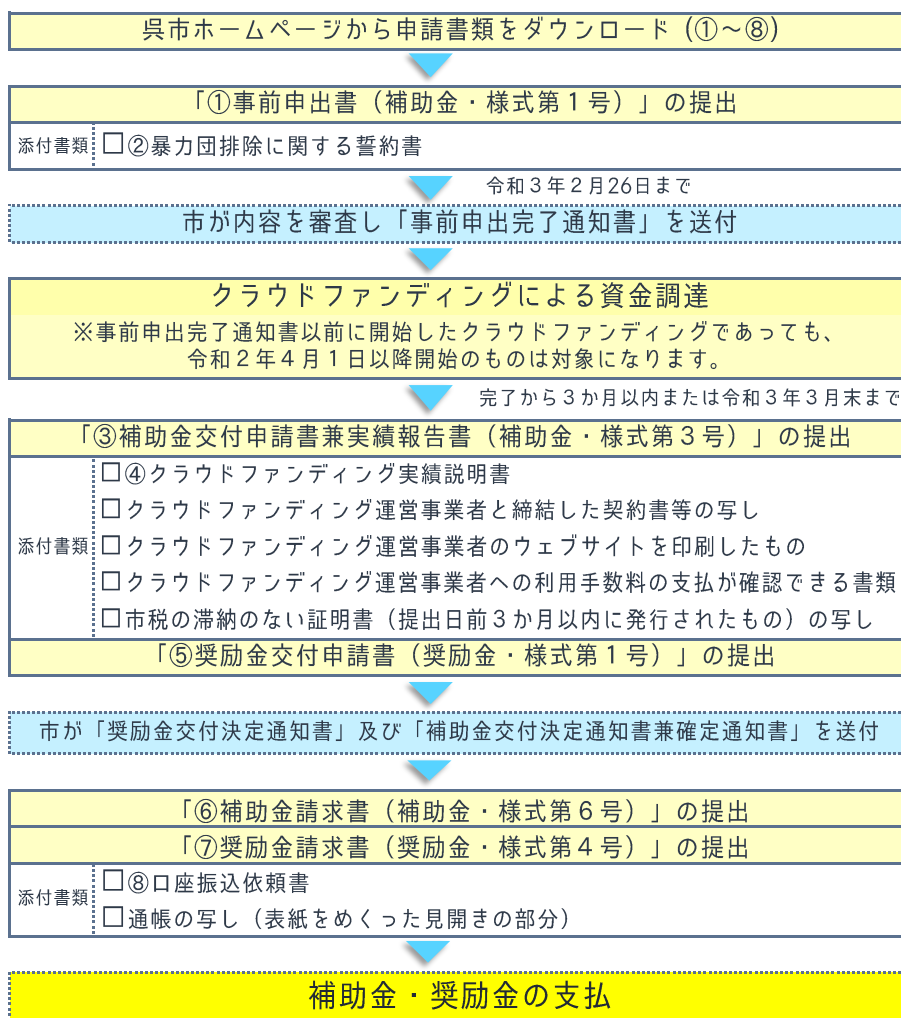 呉市ホームページから申請書類をダウンロード（①～⑧）
「①事前申出書（補助金・様式第１号）」の提出
添付書類
□②暴力団排除に関する誓約書
令和３年２月26日まで
市が内容を審査し「事前申出完了通知書」を送付
クラウドファンディングによる資金調達
※事前申出完了通知書以前に開始したクラウドファンディングであっても、
令和２年４月１日以降開始のものは対象になります。
完了から３か月以内または令和３年３月末まで
「③補助金交付申請書兼実績報告書（補助金・様式第３号）」の提出
添付書類
□④クラウドファンディング実績説明書
□クラウドファンディング運営事業者と締結した契約書等の写し
□クラウドファンディング運営事業者のウェブサイトを印刷したもの
□クラウドファンディング運営事業者への利用手数料の支払が確認できる書類
□市税の滞納のない証明書（提出日前３か月以内に発行されたもの）の写し
「⑤奨励金交付申請書（奨励金・様式第１号）」の提出
市が「奨励金交付決定通知書」及び「補助金交付決定通知書兼確定通知書」を送付
「⑥補助金請求書（補助金・様式第６号）」の提出
「⑦奨励金請求書（奨励金・様式第４号）」の提出
添付書類
□⑧口座振込依頼書
□通帳の写し（表紙をめくった見開きの部分）
補助金・奨励金の支払